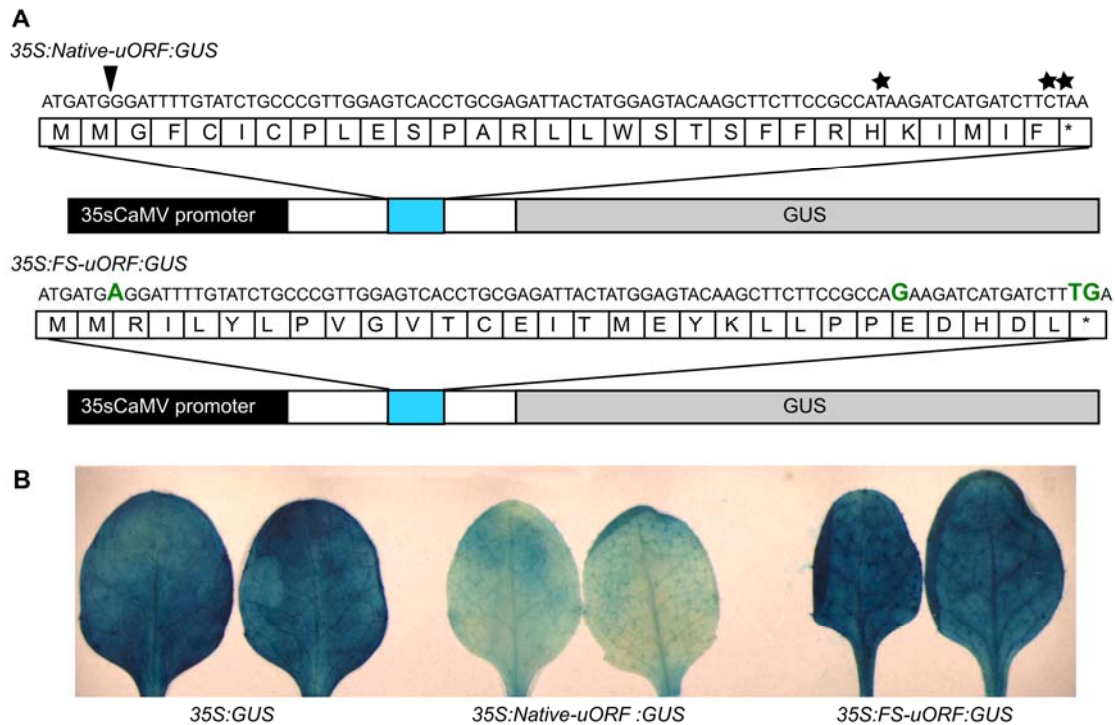 A
35S:Native-uORF:GUS
ATGATGGGATTTTGTATCTGCCCGTTGGAGTCACCTGCGAGATTACTATGGAGTACAAGCTTCTTCCGCCATAAGATCATGATCTTCTAA
M M G F C I C P L E S P A R L L W S T S F F R H K I M I F *
35sCaMV promoter GUS
35S:FS-uORF:GUS
ATGATGAGGATTTTGTATCTGCCCGTTGGAGTCACCTGCGAGATTACTATGGAGTACAAGCTTCTTCCGCCAGAAGATCATGATCTTTGA
M M R I L Y L P V G V T C E I T M E Y K L L P P E D H D L *
35sCaMV promoter GUS
B
35S:GUS 35S:Native-uORF :GUS 35S:FS-uORF:GUS